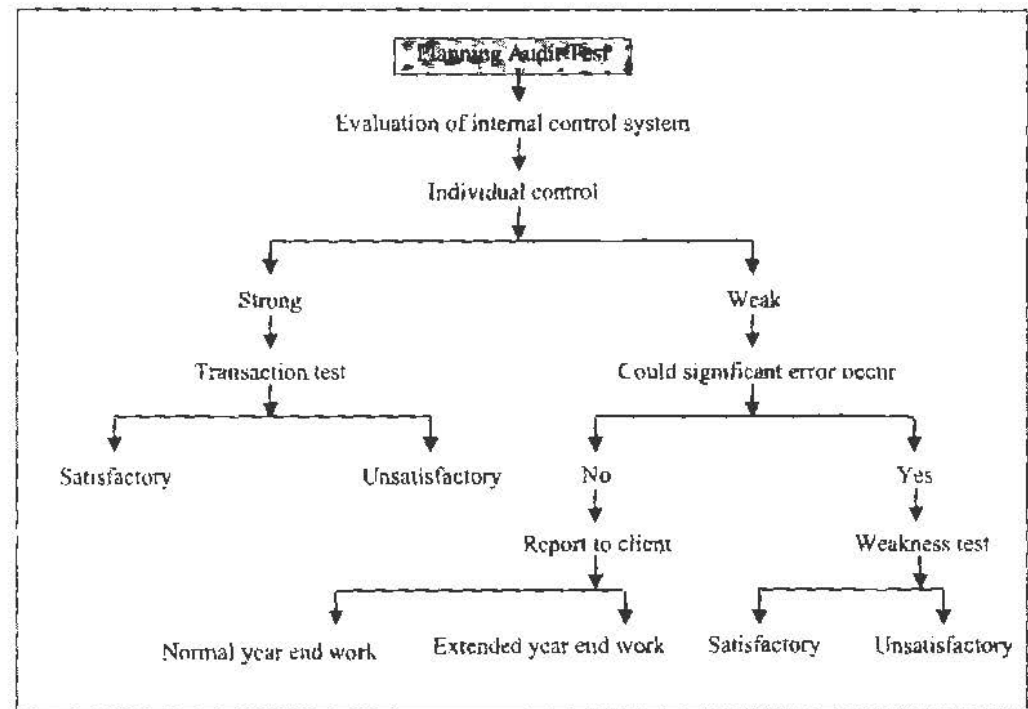 Planning Audit Test
Evaluation of internal control system
Individual control
Strong
Weak
Transaction test
Could significant error occur
Satisfactory
Unsatisfactory
No
Yes
Report to client
Weakness test
Normal year end work
Extended year end work
Satisfactory
Unsatisfactory